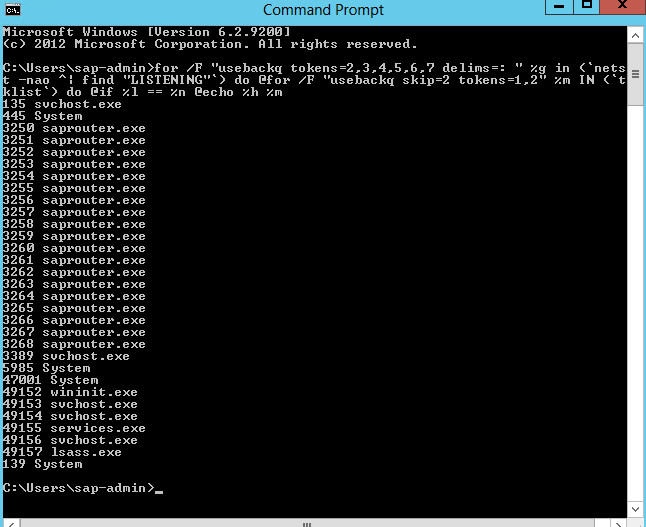 Command Prompt
Microsoft Windows [Version 6.2.9200]
(c) 2012 Microsoft Corporation. All rights reserved.
C:\Users\sap-admin>for /F "usebackq tokens=2,3,4,5,6,7 delims=: " %g in (`netst
t -nao ^| find "LISTENING"`) do @for /F "usebackq skip=2 tokens=1,2" %m IN (`t
klist`) do @if %l == %n @echo %h %m
135 svchost.exe
445 System
3250 saprouter.exe
3251 saprouter.exe
3252 saprouter.exe
3253 saprouter.exe
3254 saprouter.exe
3255 saprouter.exe
3256 saprouter.exe
3257 saprouter.exe
3258 saprouter.exe
3259 saprouter.exe
3260 saprouter.exe
3261 saprouter.exe
3262 saprouter.exe
3263 saprouter.exe
3264 saprouter.exe
3265 saprouter.exe
3266 saprouter.exe
3267 saprouter.exe
3268 saprouter.exe
3389 svchost.exe
5985 System
47001 System
49152 wininit.exe
49153 svchost.exe
49154 svchost.exe
49155 services.exe
49156 svchost.exe
49157 lsass.exe
139 System
C:\Users\sap-admin>_